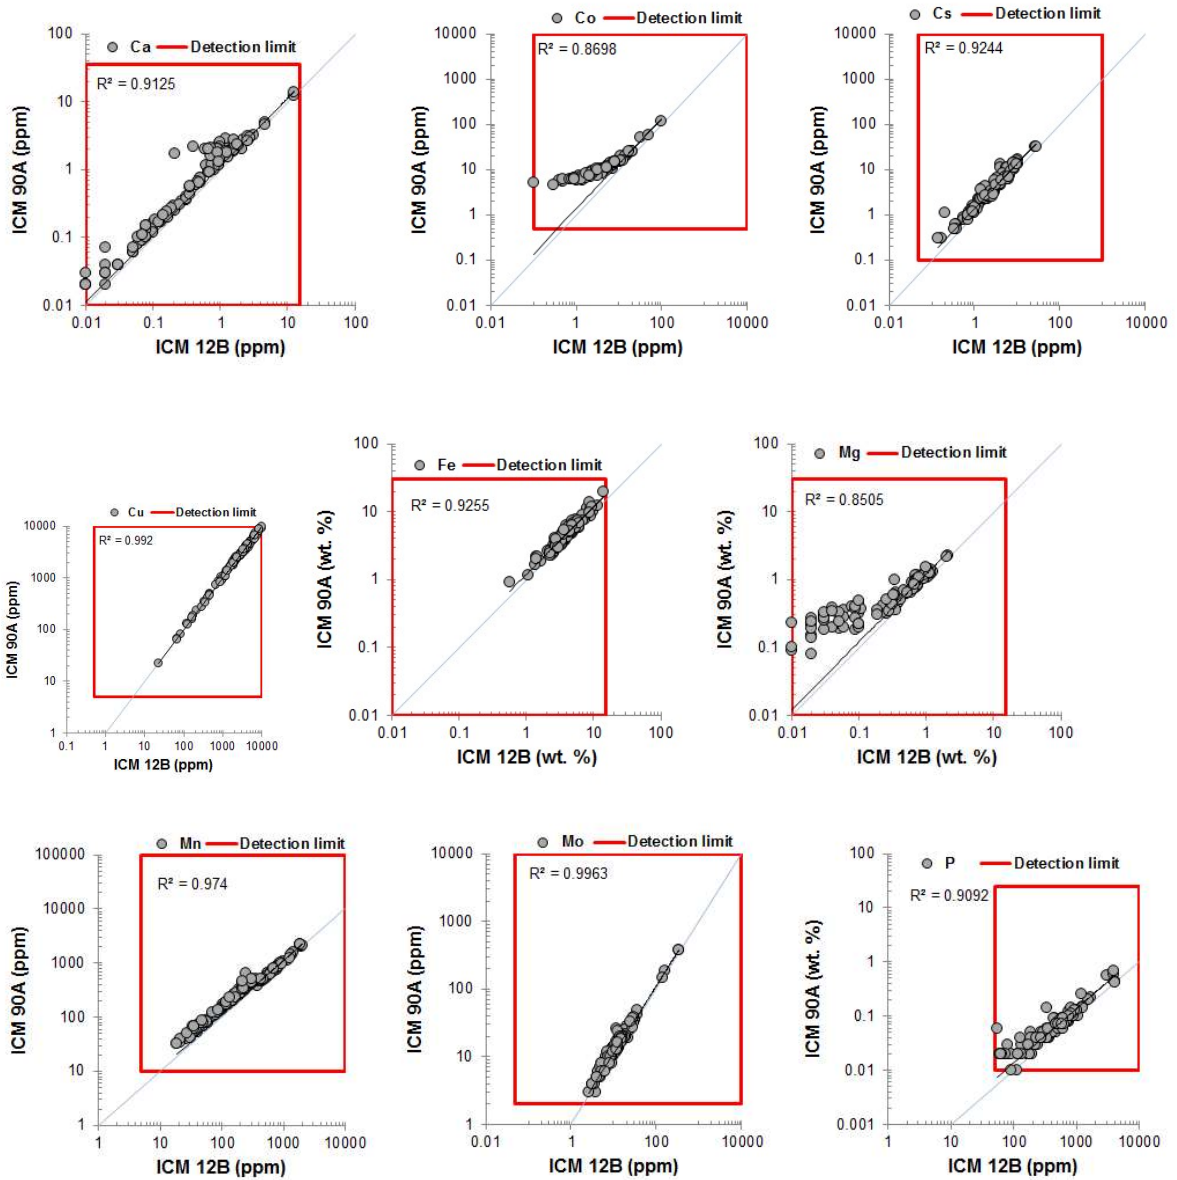 Ca Detection limit
R² = 0.9125
100
10
1
0.1
0.01
ICM 90A (ppm)
0.01 0.1 1 10 100
ICM 12B (ppm)
Co Detection limit
R² = 0.8698
10000
1000
100
10
1
0.1
0.01
ICM 90A (ppm)
0.01 1 100 10000
ICM 12B (ppm)
Cs Detection limit
R² = 0.9244
10000
1000
100
10
1
0.1
0.01
ICM 90A (ppm)
0.01 1 100 10000
ICM 12B (ppm)
Cu Detection limit
R² = 0.992
10000
1000
100
10
1
ICM 90A (ppm)
0.1 1 10 100 1000 10000
ICM 12B (ppm)
Fe Detection limit
R² = 0.9255
100
10
1
0.1
0.01
ICM 90A (wt. %)
0.01 0.1 1 10 100
ICM 12B (wt. %)
Mg Detection limit
R² = 0.8505
100
10
1
0.1
0.01
ICM 90A (wt. %)
0.01 0.1 1 10 100
ICM 12B (wt. %)
Mn Detection limit
R² = 0.974
100000
10000
1000
100
10
1
ICM 90A (ppm)
1 10 100 1000 10000
ICM 12B (ppm)
Mo Detection limit
R² = 0.9963
10000
1000
100
10
1
ICM 90A (ppm)
0.01 1 100 10000
ICM 12B (ppm)
P Detection limit
R² = 0.9092
100
10
1
0.1
0.01
0.001
ICM 90A (wt. %)
1 10 100 1000 10000
ICM 12B (ppm)